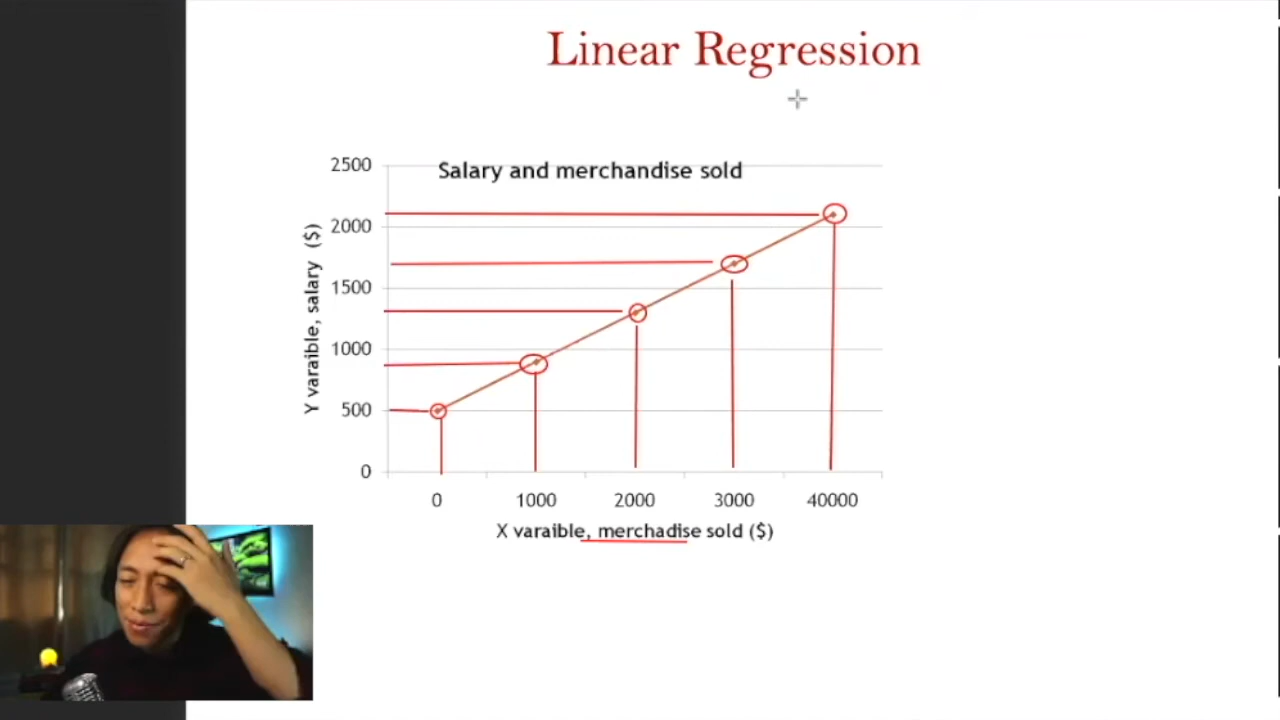 Linear Regression
Salary and merchandise sold
2500
2000
1500
1000
500
0
Y varaible, salary ($)
0 1000 2000 3000 40000
X varaible, merchadise sold ($)